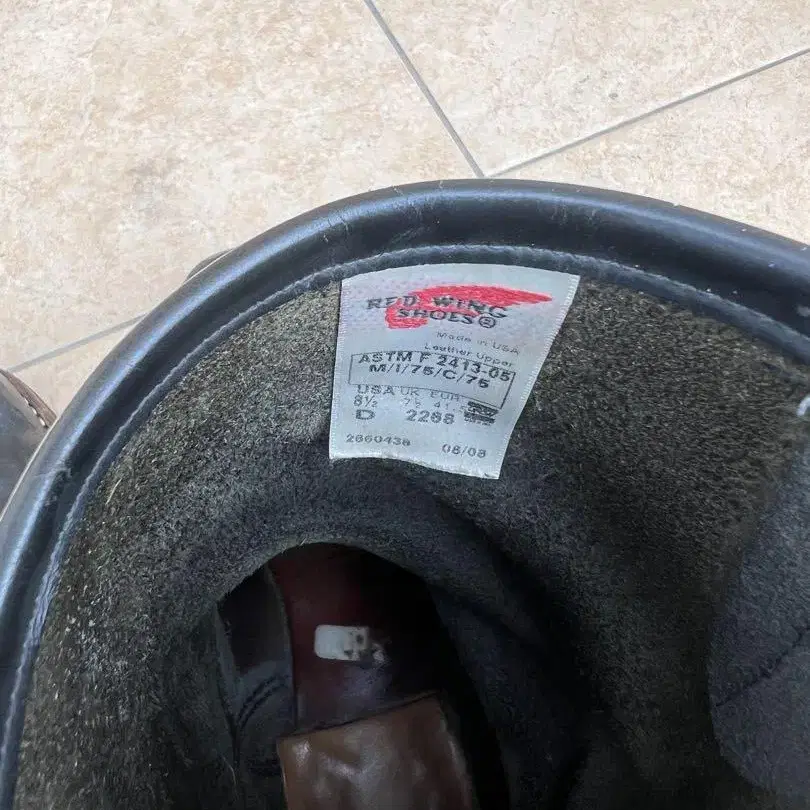 RED WING
SHOES®
Made in USA
Leather Upper
ASTM F 2413-05
M/I/75/C/75
USA UK EUR
8½ 7½ 41
D 2268
2660438 08/08